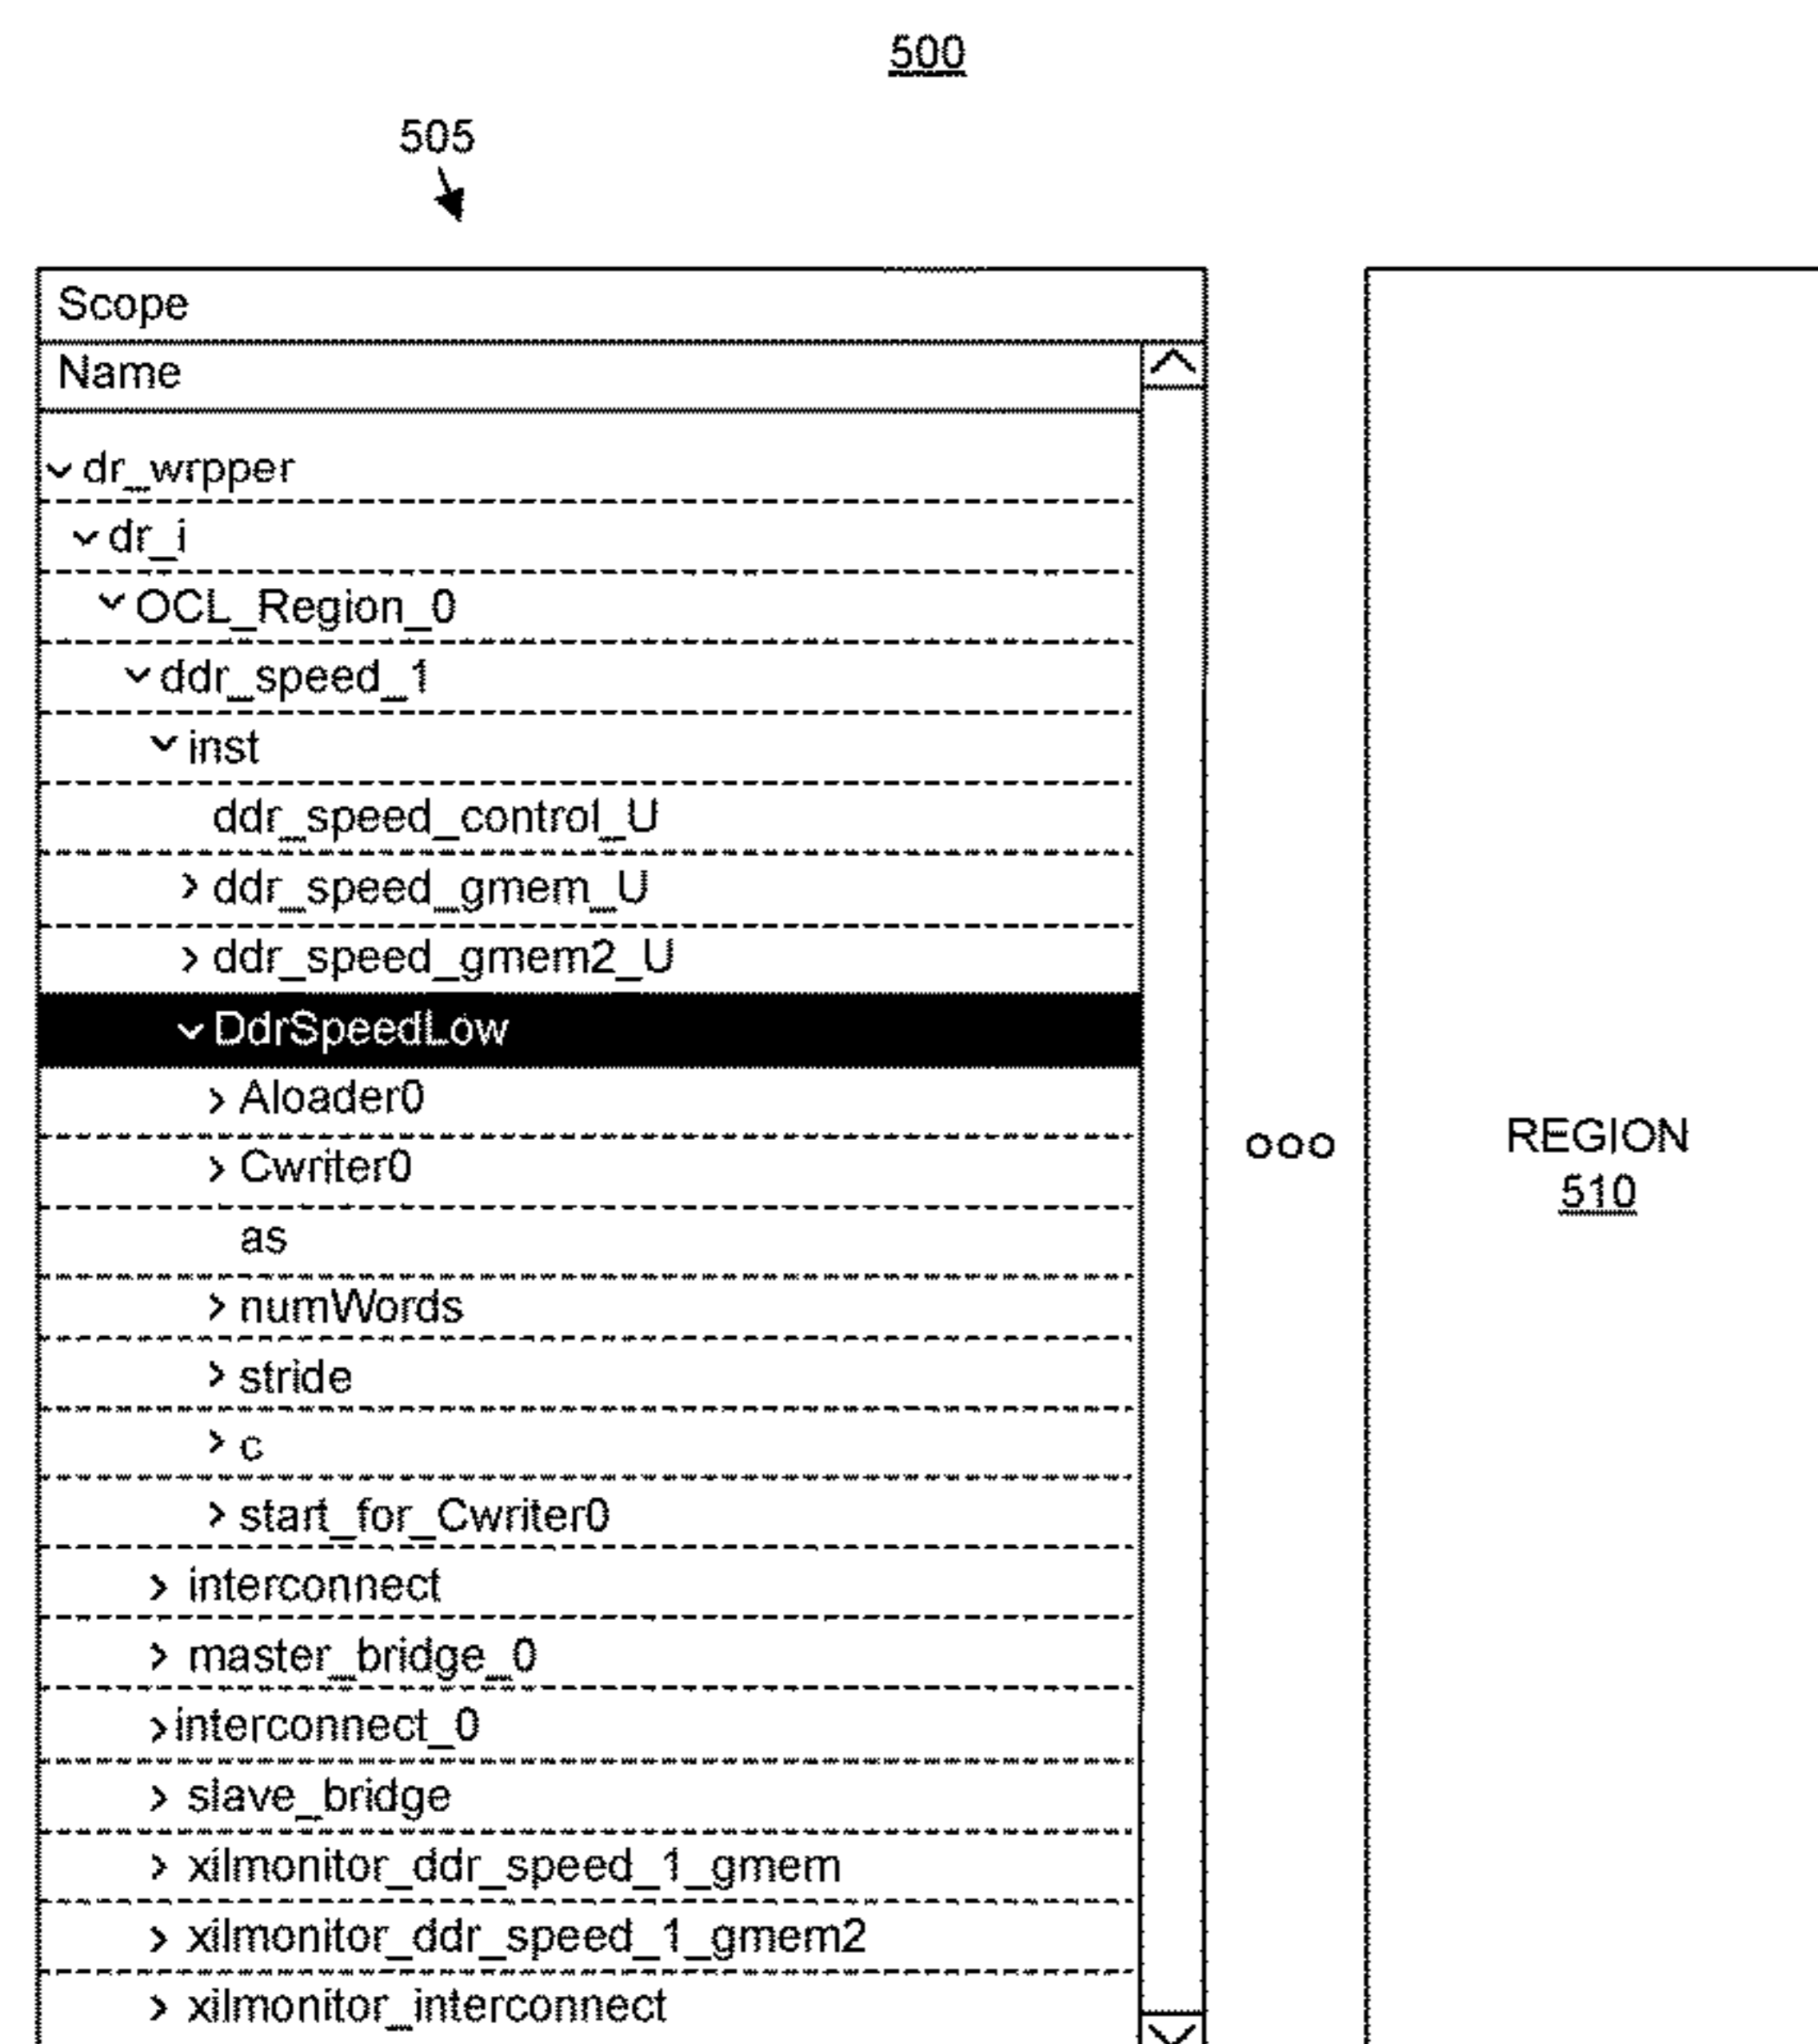 500
505
Scope
Name
dr_wrpper
dr_i
OCL_Region_0
ddr_speed_1
inst
ddr_speed_control_U
ddr_speed_gmem_U
ddr_speed_gmem2_U
DdrSpeedLow
Aloader0
Cwriter0
as
numWords
stride
c
start_for_Cwriter0
interconnect
master_bridge_0
interconnect_0
slave_bridge
xilmonitor_ddr_speed_1_gmem
xilmonitor_ddr_speed_1_gmem2
xilmonitor_interconnect
REGION
510